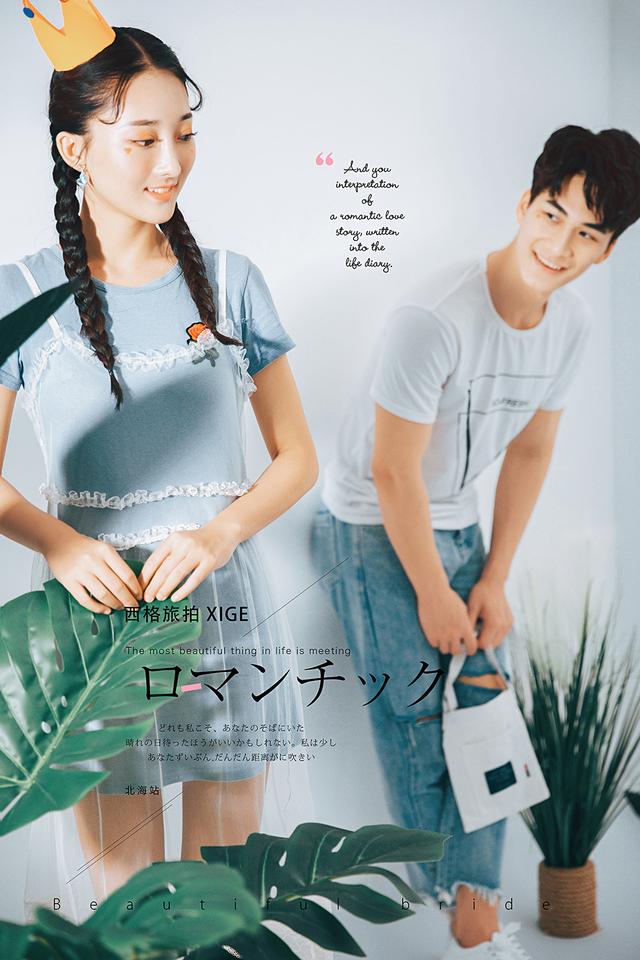 “
And you
interpretation
of
a romantic love
story, written
into the
life diary.
西格旅拍 XIGE
The most beautiful thing in life is meeting
ロマンチック
どれも私こそ、あなたのそばにいた
晴れの日待ったほうがいいかもしれない。私は少し
あなたずいぶん,だんだん距離がに吹きい
北海站
Beautiful bride